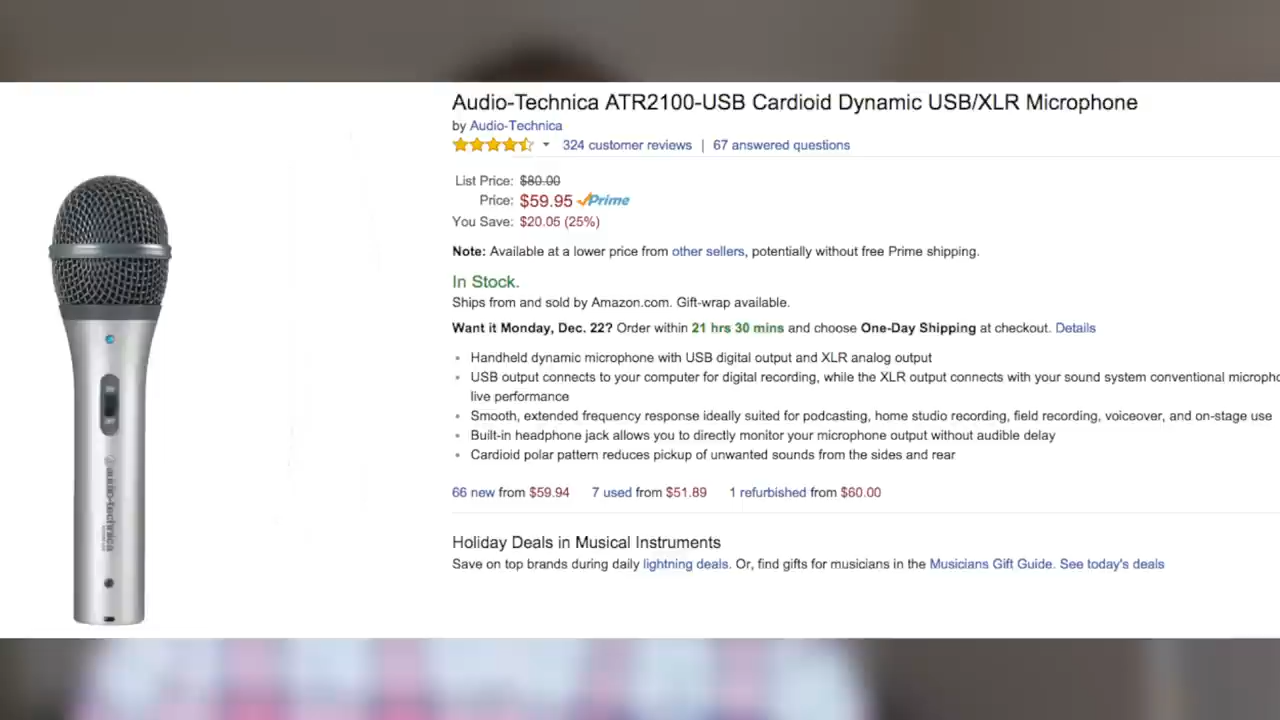 Audio-Technica ATR2100-USB Cardioid Dynamic USB/XLR Microphone
by Audio-Technica
324 customer reviews | 67 answered questions
List Price: $80.00
Price: $59.95 Prime
You Save: $20.05 (25%)
Note: Available at a lower price from other sellers, potentially without free Prime shipping.
In Stock.
Ships from and sold by Amazon.com. Gift-wrap available.
Want it Monday, Dec. 22? Order within 21 hrs 30 mins and choose One-Day Shipping at checkout. Details
Handheld dynamic microphone with USB digital output and XLR analog output
USB output connects to your computer for digital recording, while the XLR output connects with your sound system conventional
live performance
Smooth, extended frequency response ideally suited for podcasting, home studio recording, field recording, voiceover, and on-stage use
Built-in headphone jack allows you to directly monitor your microphone output without audible delay
Cardioid polar pattern reduces pickup of unwanted sounds from the sides and rear
66 new from $59.94 7 used from $51.89 1 refurbished from $60.00
Holiday Deals in Musical Instruments
Save on top brands during daily lightning deals. Or, find gifts for musicians in the Musicians Gift Guide. See today's deals
audio-technica